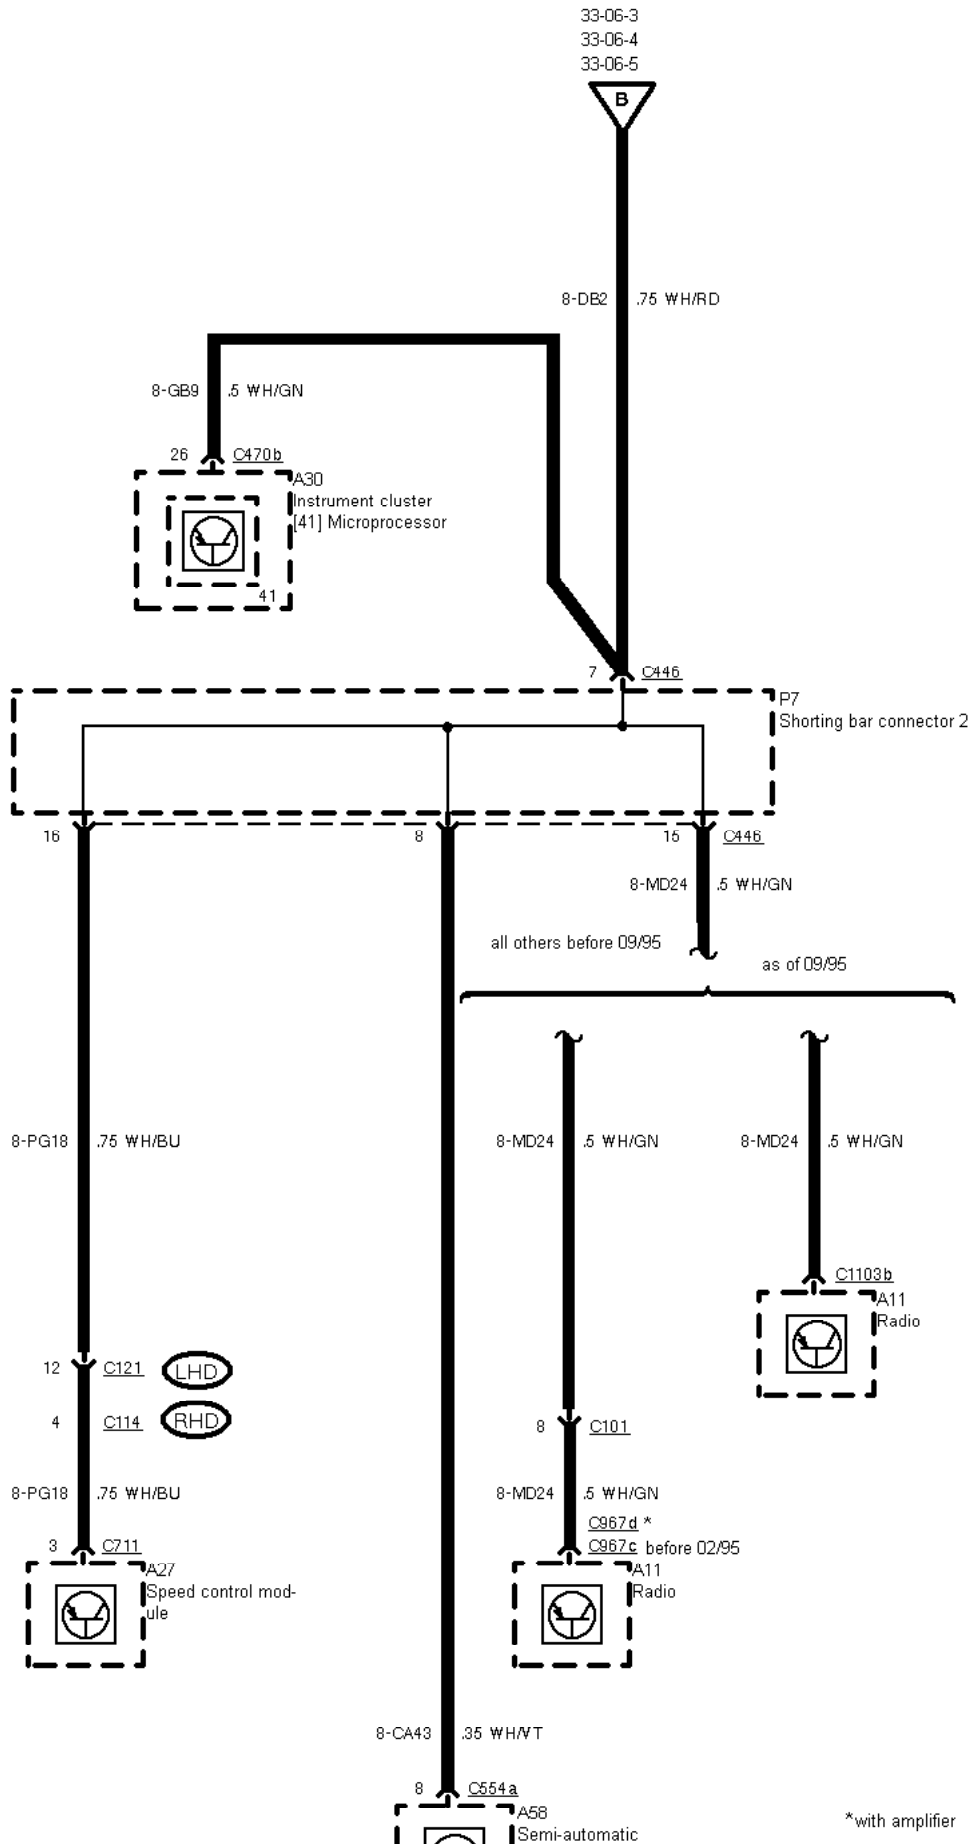 33-06-3
33-06-4
33-06-5
B
8-DB2 .75 WH/RD
8-GB9 .5 WH/GN
26 C470b
A30
Instrument cluster
[41] Microprocessor
41
7 C446
P7
Shorting bar connector 2
16 8 15 C446
8-MD24 .5 WH/GN
all others before 09/95
as of 09/95
8-PG18 .75 WH/BU 8-MD24 .5 WH/GN 8-MD24 .5 WH/GN
C1103b
A11
Radio
12 C121 LHD
4 C114 RHD
8 C101
8-PG18 .75 WH/BU 8-MD24 .5 WH/GN
C967d *
3 C711 C967c before 02/95
A27
Speed control mod-
ule
A11
Radio
8-CA43 .35 WH/VT
8 C554a
A58
Semi-automatic
*with amplifier